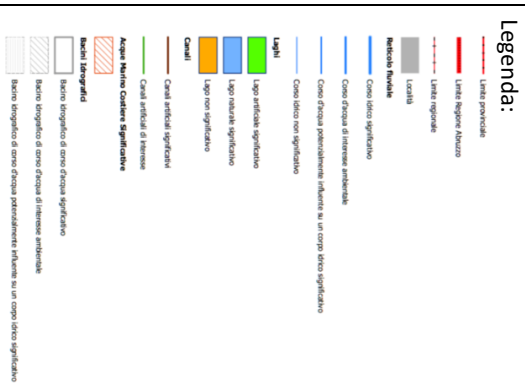 Legenda:
Limite provinciale
Limite Regione Abruzzo
Limite regionale
Località
Reticolo fluviale
Corso idrico significativo
Corso d'acqua di interesse ambientale
Corso d'acqua potenzialmente influente su un corpo idrico significativo
Corso idrico non significativo
Laghi
Lago artificiale significativo
Lago naturale significativo
Lago non significativo
Canali
Canali artificiali significativi
Canali artificiali di interesse
Acque Marino Costiere Significative
Bacini Idrografici
Bacino idrografico di corso d'acqua significativo
Bacino idrografico di corso d'acqua di interesse ambientale
Bacino idrografico di corso d'acqua potenzialmente influente su un corpo idrico significativo